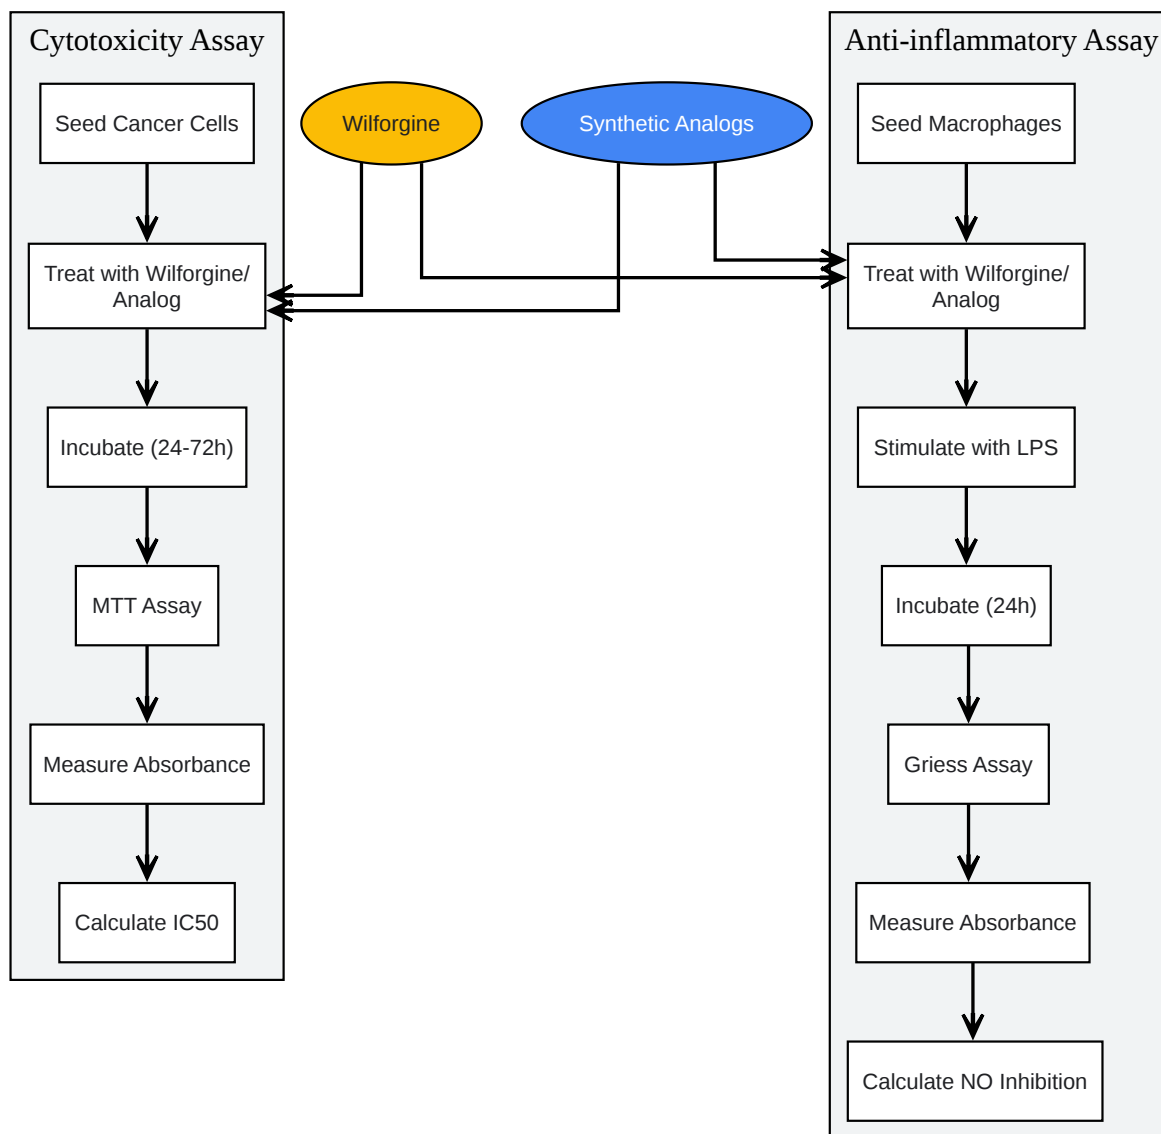 Cytotoxicity Assay
Seed Cancer Cells
Treat with Wilforgine/
Analog
Incubate (24-72h)
MTT Assay
Measure Absorbance
Calculate IC50
Wilforgine
Synthetic Analogs
Anti-inflammatory Assay
Seed Macrophages
Treat with Wilforgine/
Analog
Stimulate with LPS
Incubate (24h)
Griess Assay
Measure Absorbance
Calculate NO Inhibition